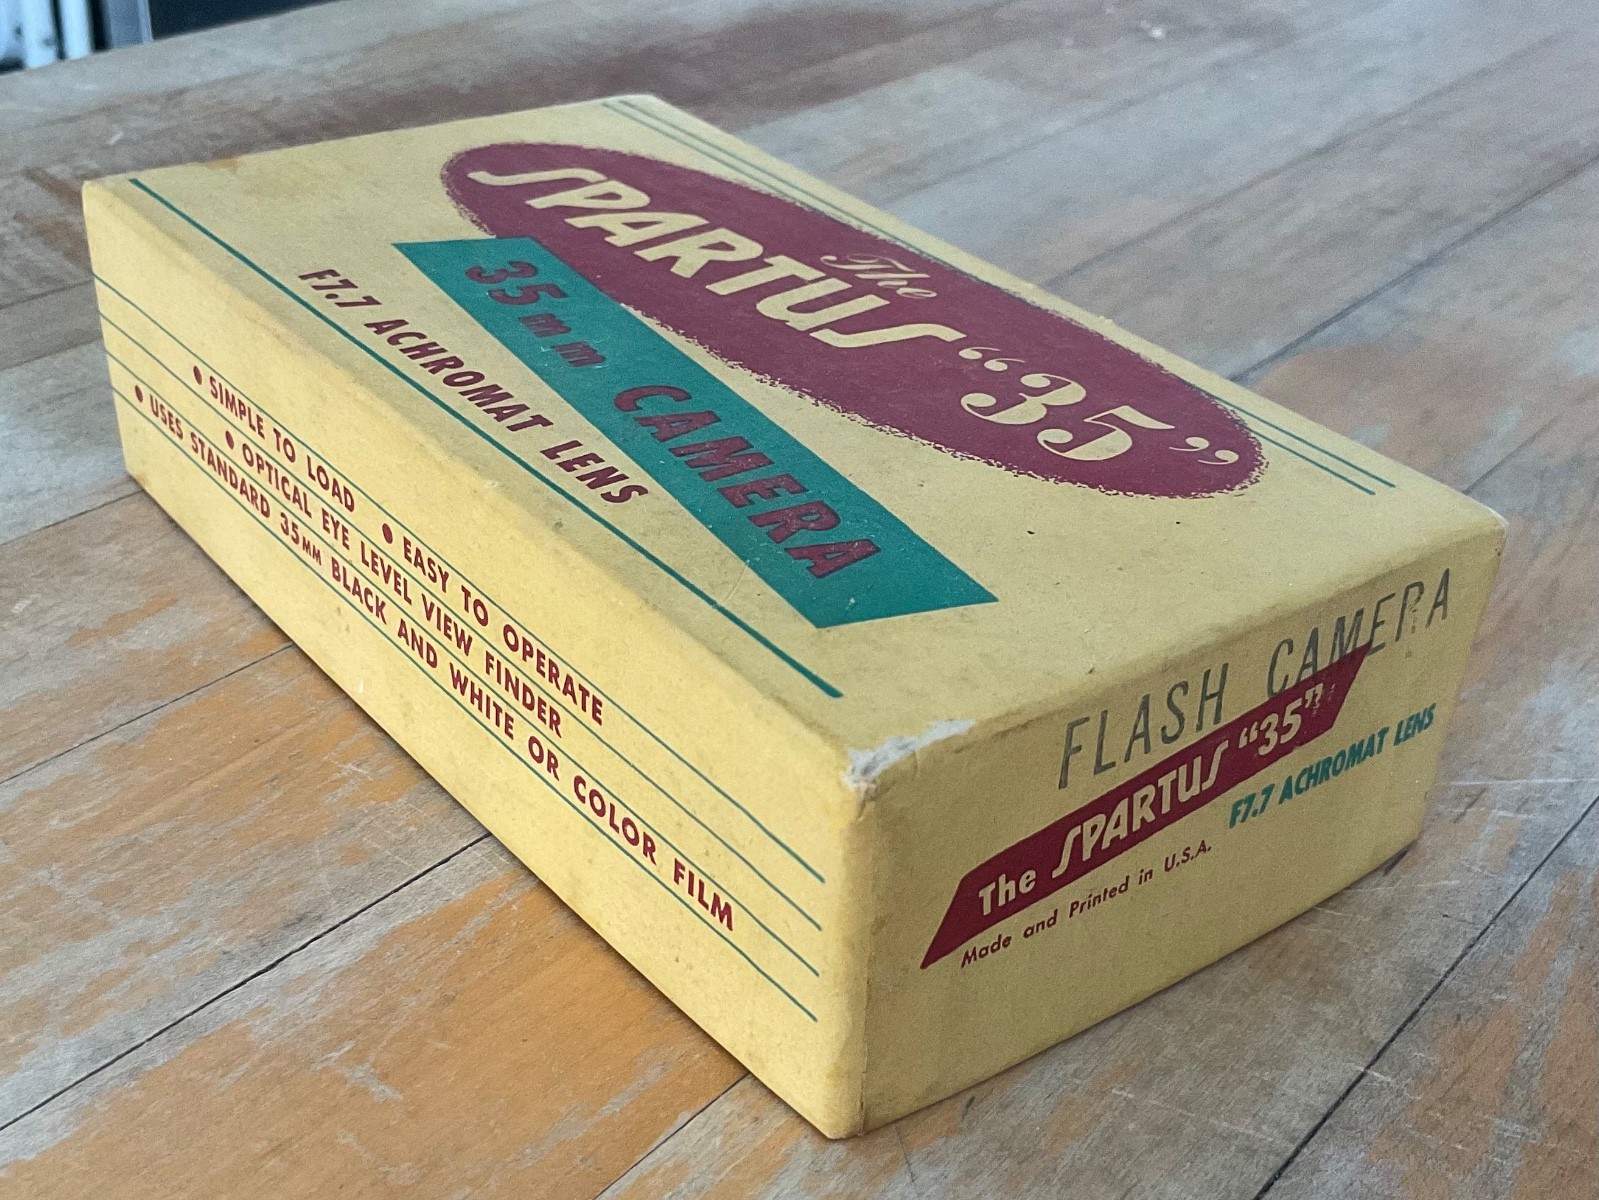 The
SPARTUS “35”
35mm CAMERA
F7.7 ACHROMAT LENS
• SIMPLE TO LOAD • EASY TO OPERATE
• OPTICAL EYE LEVEL VIEW FINDER
• USES STANDARD 35MM BLACK AND WHITE OR COLOR FILM
FLASH CAMERA
The SPARTUS “35”
F7.7 ACHROMAT LENS
Made and Printed in U.S.A.